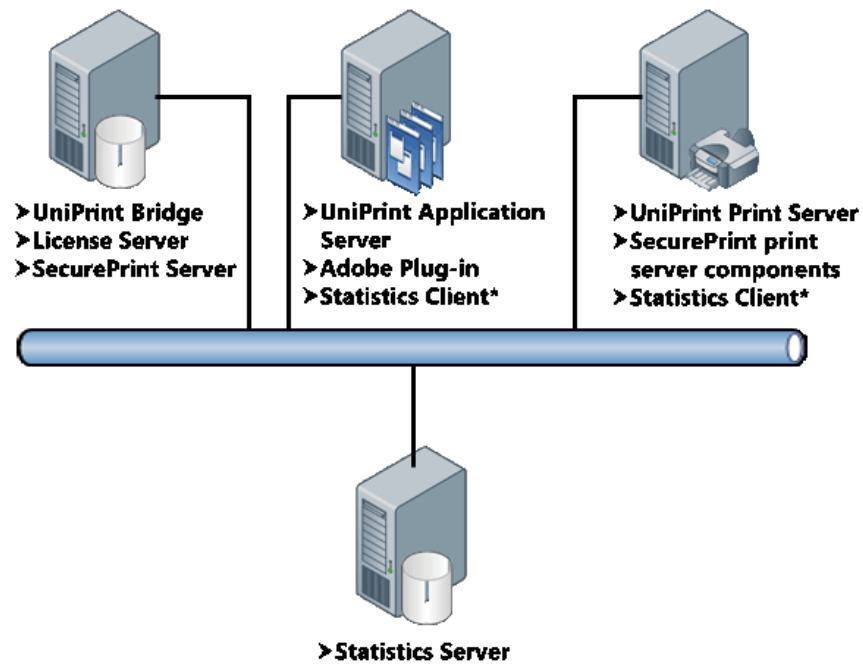 ➤UniPrint Bridge
➤License Server
➤SecurePrint Server
➤UniPrint Application
Server
➤Adobe Plug-in
➤Statistics Client*
➤UniPrint Print Server
➤SecurePrint print
server components
➤Statistics Client*
➤Statistics Server